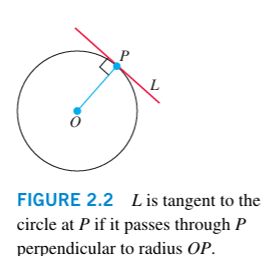 P
L
O
FIGURE 2.2 L is tangent to the
circle at P if it passes through P
perpendicular to radius OP.